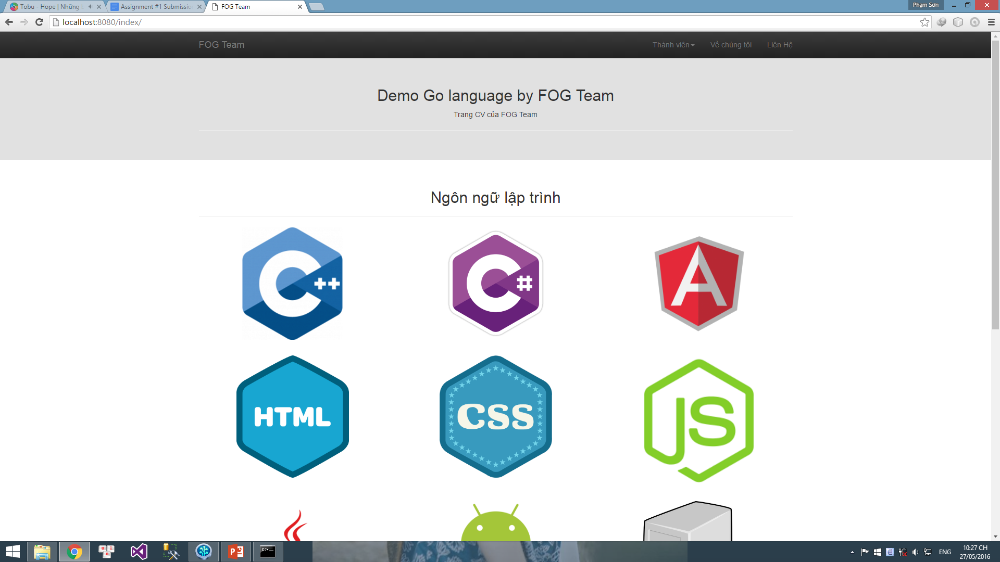 Tobu - Hope | Những
Assignment #1 Submissio
FOG Team
Phạm Sơn
localhost:8080/index/
FOG Team
Thành viên
Về chúng tôi
Liên Hệ
Demo Go language by FOG Team
Trang CV của FOG Team
Ngôn ngữ lập trình
C++
C#
A
HTML
CSS
JS
ENG
10:27 CH
27/05/2016